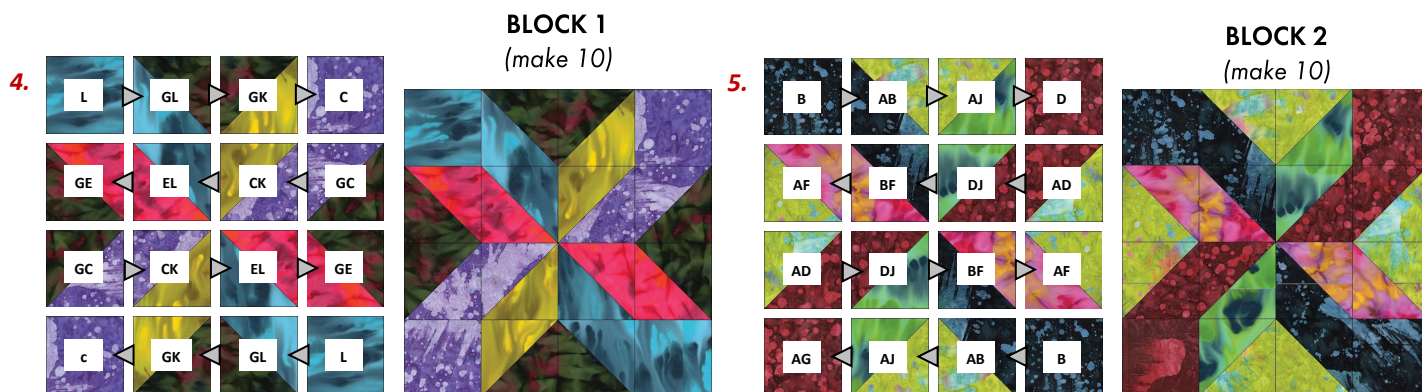 BLOCK 1
(make 10)
4.
L GL GK C
GE EL CK GC
GC CK EL GE
c GK GL L
BLOCK 2
(make 10)
5.
B AB AJ D
AF BF DJ AD
AD DJ BF AF
AG AJ AB B